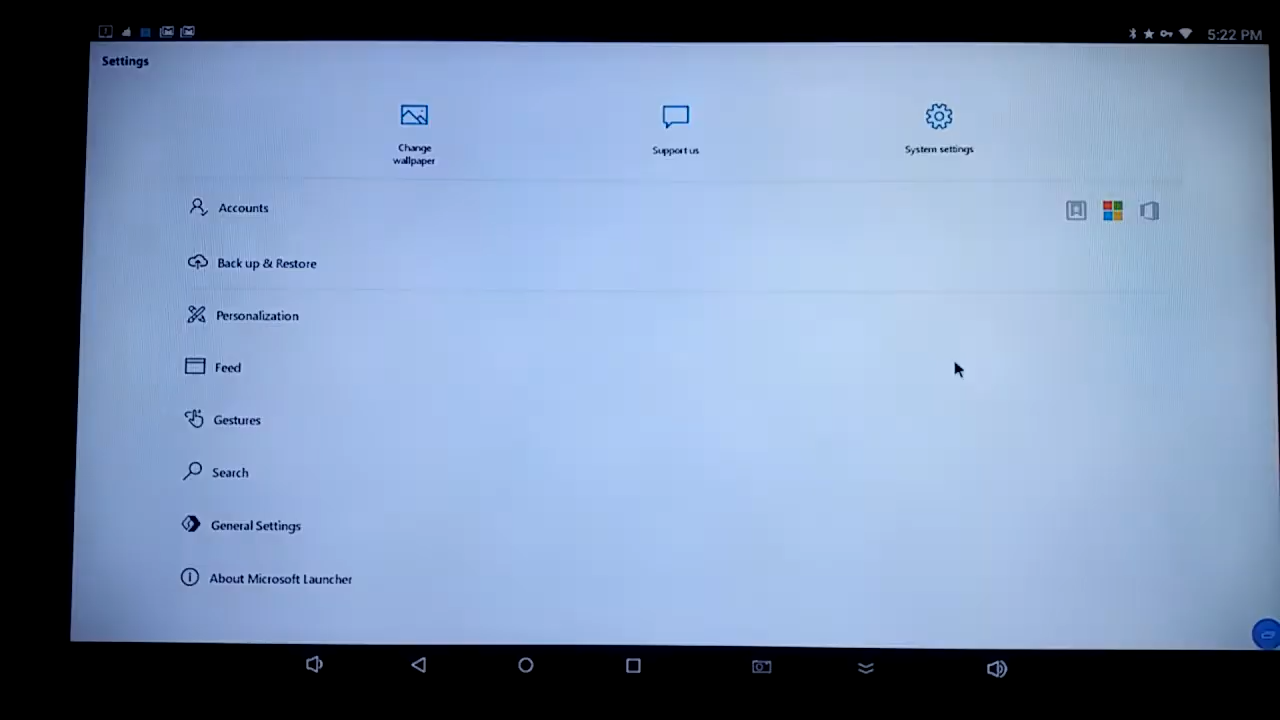 5:22 PM
Settings
Change
wallpaper
Support us
System settings
Accounts
Back up & Restore
Personalization
Feed
Gestures
Search
General Settings
About Microsoft Launcher